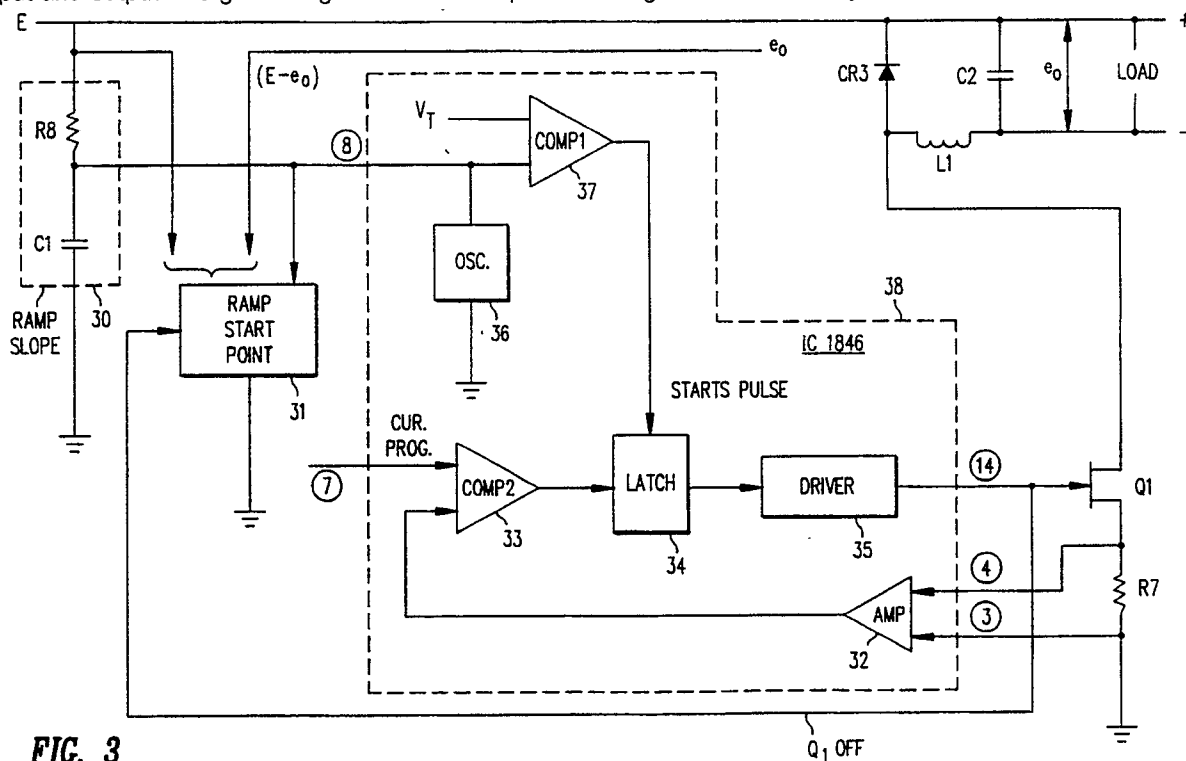 E
+
(E-e₀)
e₀
CR3
C2
e₀
LOAD
-
R8
V_T
COMP1
37
8
L1
C1
OSC.
36
38
IC 1846
RAMP
SLOPE
30
RAMP
START
POINT
31
STARTS PULSE
CUR.
PROG.
7
COMP2
33
LATCH
34
DRIVER
35
14
Q1
4
R7
3
AMP
32
FIG. 3
Q₁ OFF